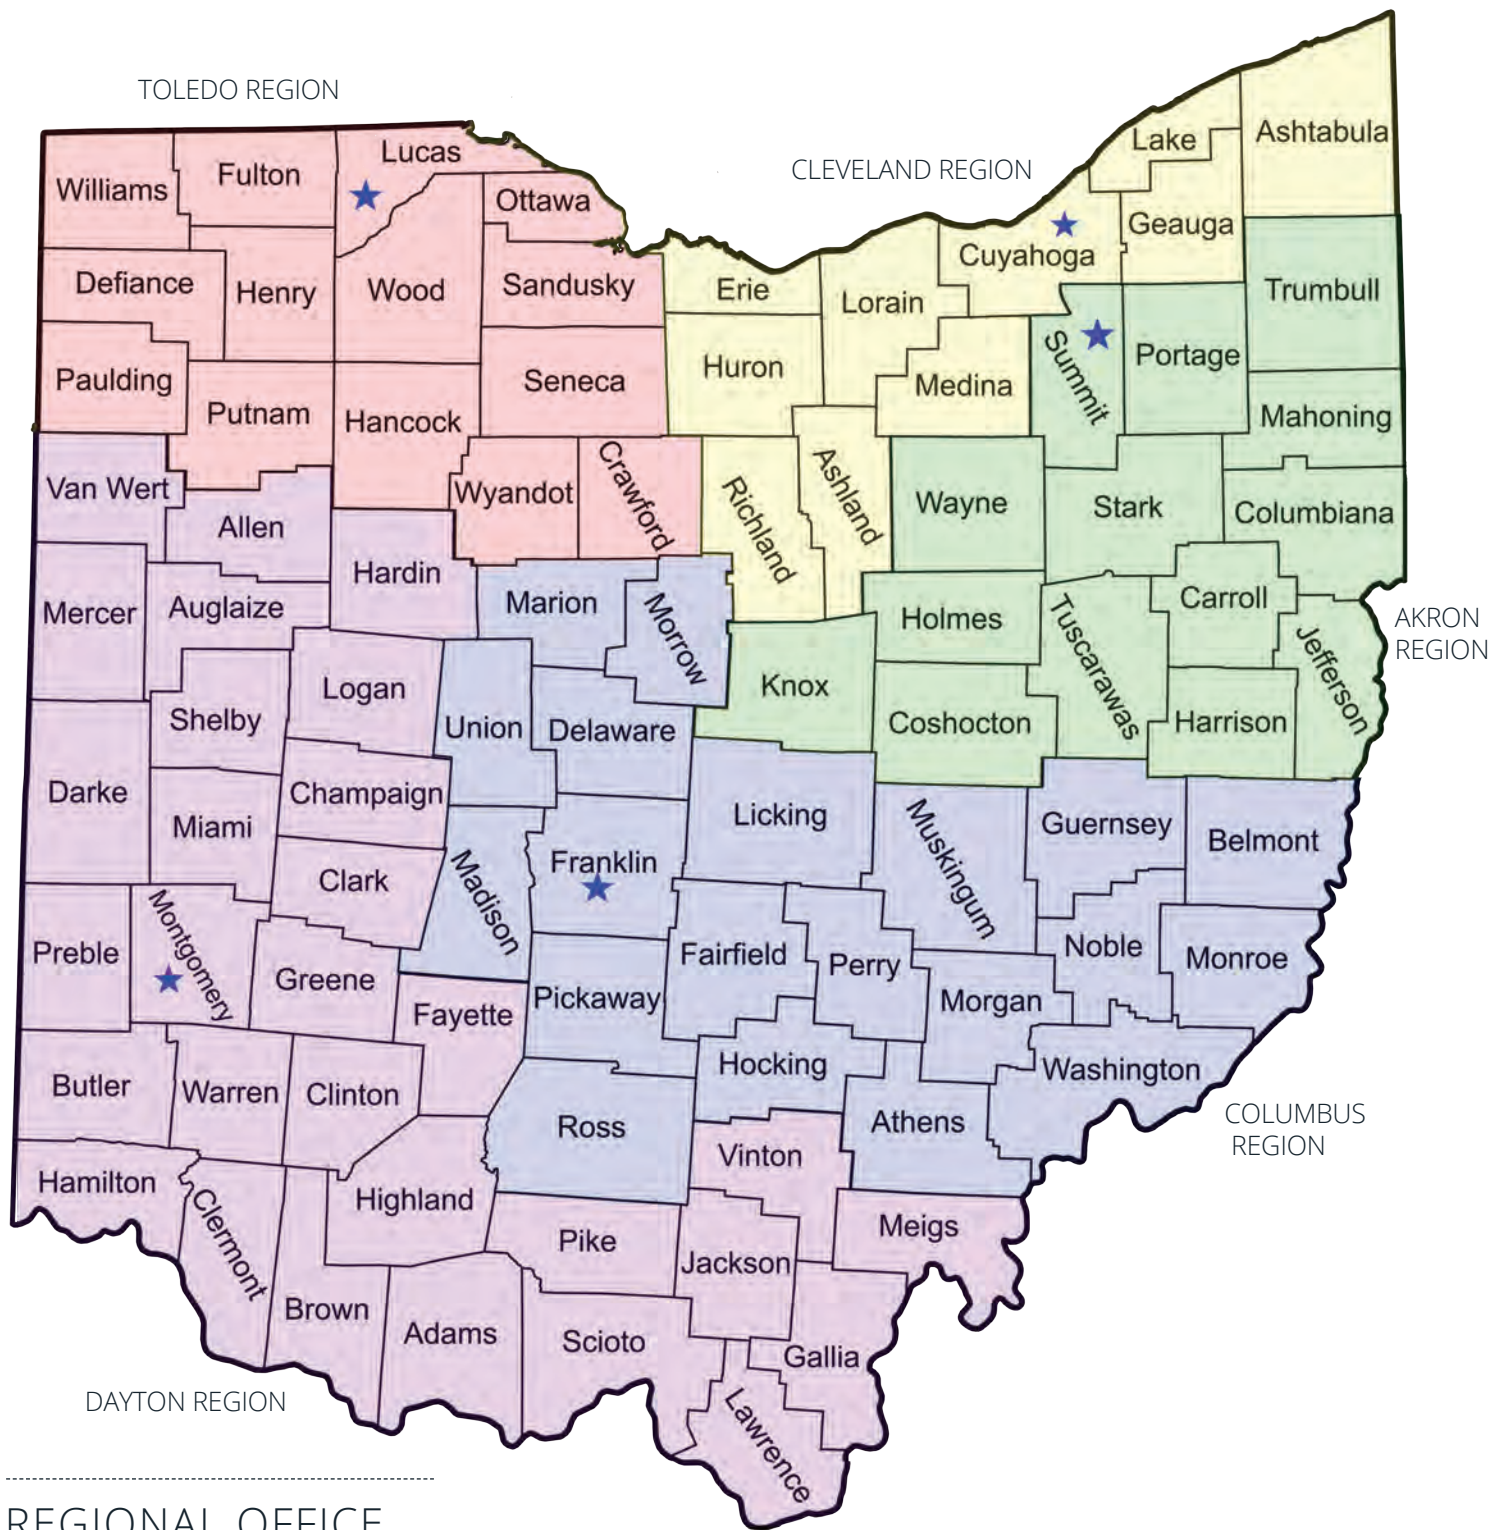 TOLEDO REGION
CLEVELAND REGION
Lake
Ashtabula
Lucas
Fulton
Williams
Ottawa
Geauga
Cuyahoga
Defiance
Henry
Wood
Sandusky
Erie
Lorain
Trumbull
Paulding
Seneca
Huron
Medina
Summit
Portage
Putnam
Hancock
Mahoning
Van Wert
Wyandot
Crawford
Richland
Ashland
Wayne
Stark
Columbiana
Allen
Hardin
Marion
Morrow
Mercer
Auglaize
Holmes
Tuscarawas
Carroll
Jefferson
AKRON
REGION
Logan
Knox
Shelby
Union
Delaware
Coshocton
Harrison
Darke
Champaign
Miami
Licking
Muskingum
Guernsey
Belmont
Clark
Madison
Franklin
Montgomery
Preble
Greene
Fairfield
Perry
Noble
Monroe
Fayette
Pickaway
Morgan
Butler
Warren
Clinton
Hocking
Washington
Ross
Athens
COLUMBUS
REGION
Vinton
Hamilton
Clermont
Highland
Pike
Jackson
Meigs
Brown
Adams
Scioto
Gallia
DAYTON REGION
Lawrence
REGIONAL OFFICE